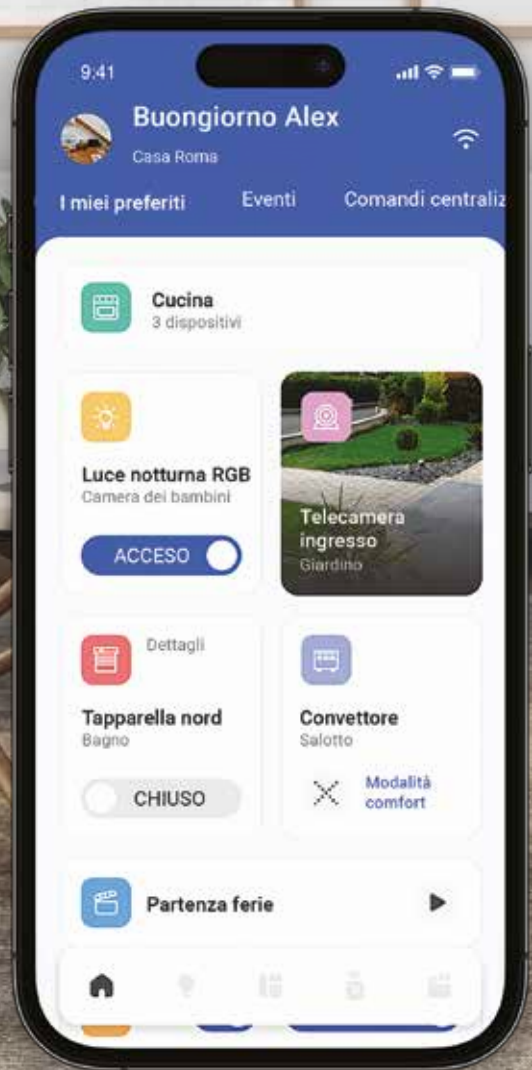 9:41
Buongiorno Alex
Casa Roma
I miei preferiti
Eventi
Comandi centraliz
Cucina
3 dispositivi
Luce notturna RGB
Camera dei bambini
ACCESO
Telecamera
ingresso
Giardino
Dettagli
Tapparella nord
Bagno
CHIUSO
Convettore
Salotto
Modalità
comfort
Partenza ferie